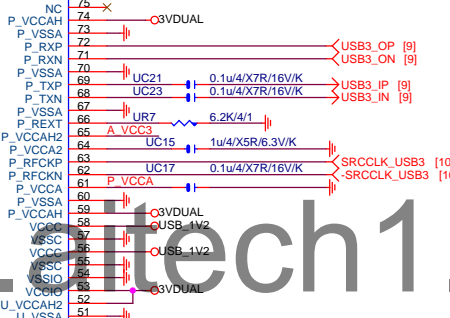 NC 75
P_VCCAH 74 3VDUAL
P_VSSA 73
P_RXP 72 USB3_OP [9]
P_RXN 71 USB3_ON [9]
P_VSSA 70
P_TXP 69 UC21 0.1u/4/X7R/16V/K USB3_IP [9]
P_TXN 68 UC23 0.1u/4/X7R/16V/K USB3_IN [9]
P_VSSA 67
P_REXT 66 UR7 6.2K/4/1
P_VCCAH2 65 A_VCC3
P_VCCA2 64 UC15 1u/4/X5R/6.3V/K
P_RFCKP 63 SRCCLK_USB3 [10
P_RFCKN 62 UC17 0.1u/4/X7R/16V/K -SRCCLK_USB3 [10
P_VCCA 61 P_VCCA
P_VSSA 60
P_VCCAH 59 3VDUAL
VCCC 58 USB_1V2
VSSC 57
VCCC 56 USB_1V2
VSSC 55
VSSIO 54
VCCIO 53 3VDUAL
U_VCCAH2 52
U_VSSA 51
.aitech1.